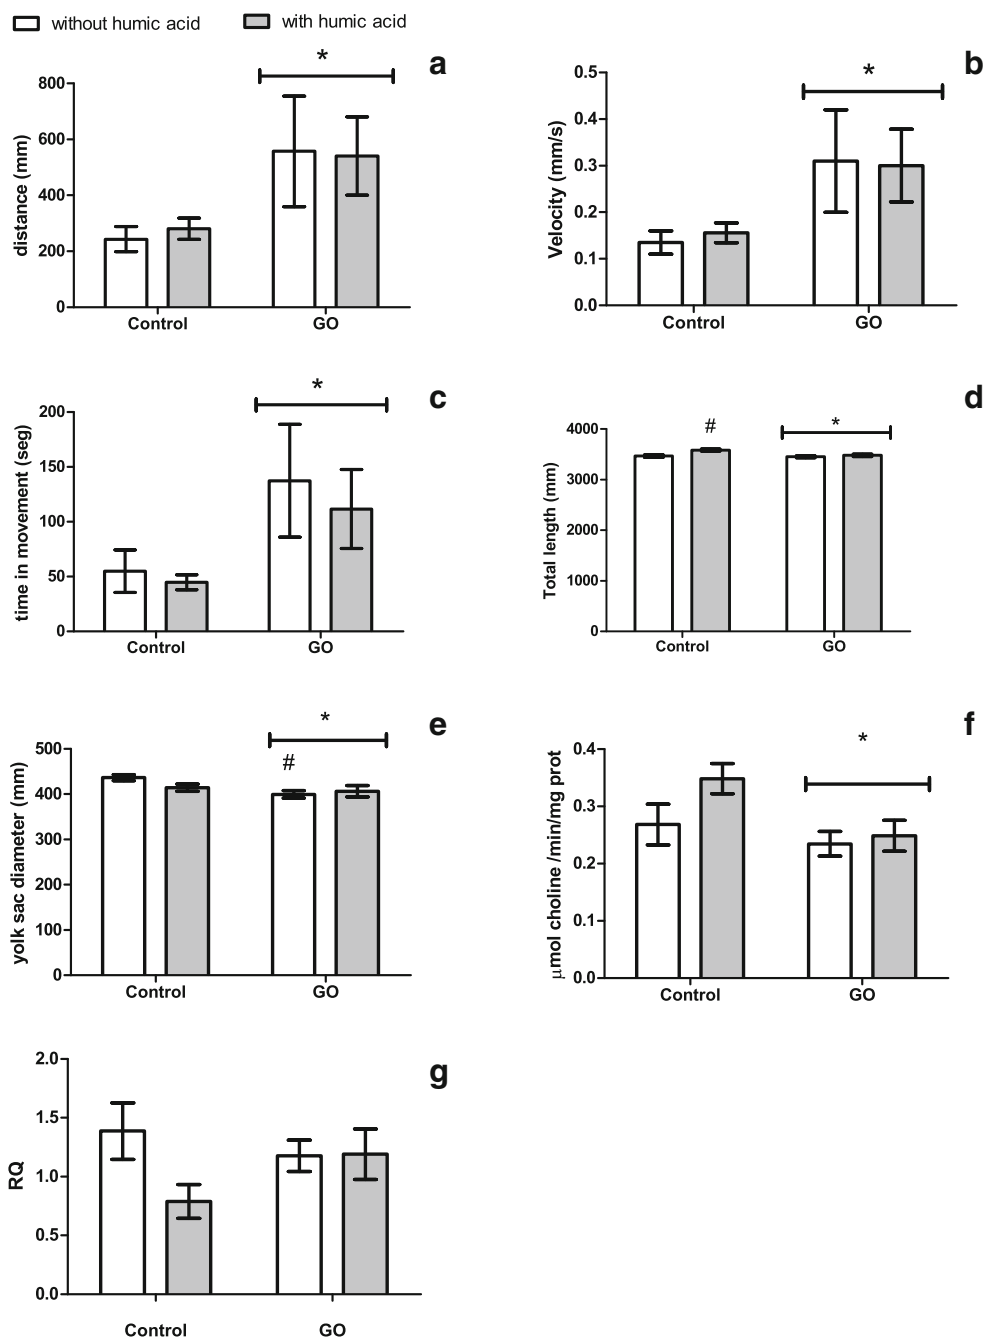 without humic acid
with humic acid
a
*
distance (mm)
800
600
400
200
0
Control
GO
b
*
Velocity (mm/s)
0.5
0.4
0.3
0.2
0.1
0.0
Control
GO
c
*
time in movement (seg)
200
150
100
50
0
Control
GO
d
#
*
Total length (mm)
4000
3000
2000
1000
0
Control
GO
e
*
#
yolk sac diameter (mm)
500
400
300
200
100
0
Control
GO
f
*
µmol choline /min/mg prot
0.4
0.3
0.2
0.1
0.0
Control
GO
g
RQ
2.0
1.5
1.0
0.5
0.0
Control
GO